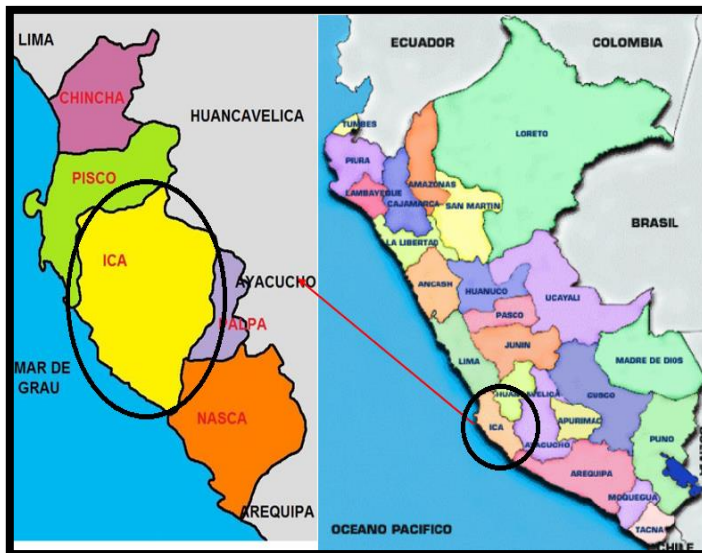 LIMA
CHINCHA
HUANCAVELICA
PISCO
ICA
AYACUCHO
PALPA
MAR DE
GRAU
NASCA
AREQUIPA
ECUADOR
COLOMBIA
TUMBES
LORETO
PIURA
AMAZONAS
LAMBAYEQUE
CAJAMARCA
SAN MARTIN
BRASIL
LA LIBERTAD
ANCASH
HUANUCO
UCAYALI
PASCO
JUNIN
LIMA
MADRE DE DIOS
HUANCAVELICA
CUSCO
ICA
APURIMAC
AYACUCHO
PUNO
AREQUIPA
MOQUEGUA
OCEANO PACIFICO
TACNA
CHILE